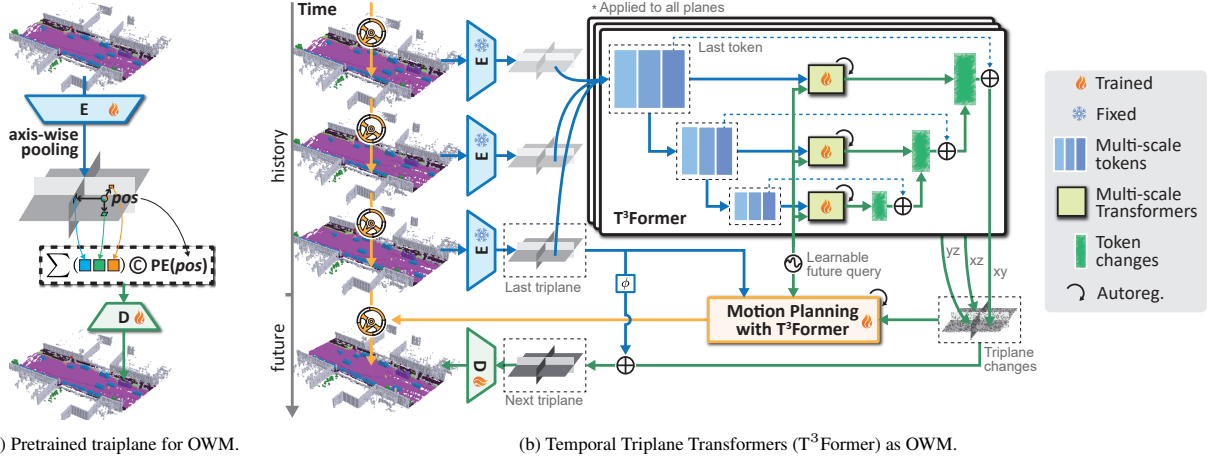 E
axis-wise
pooling
pos
∑ ( ) © PE(pos)
D
) Pretrained traiplane for OWM.
Time
history
future
E
E
E
Last triplane
ϕ
D
Next triplane
* Applied to all planes
Last token
T³Former
Learnable
future query
Motion Planning
with T³Former
yz
xz
xy
Triplane
changes
(b) Temporal Triplane Transformers (T³Former) as OWM.
Trained
Fixed
Multi-scale
tokens
Multi-scale
Transformers
Token
changes
Autoreg.